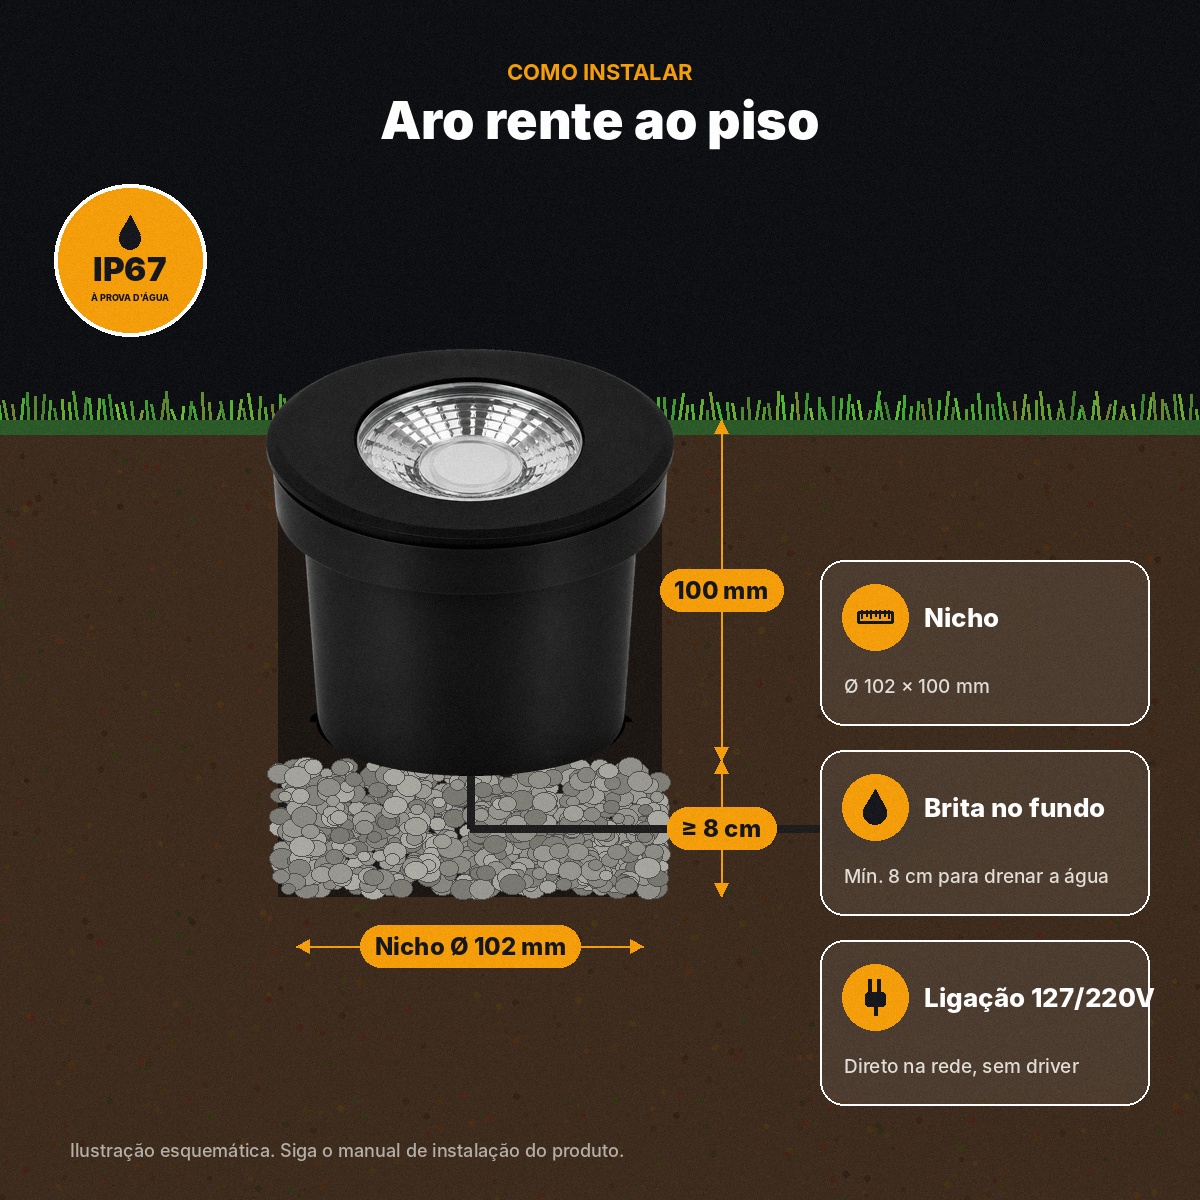 COMO INSTALAR
Aro rente ao piso
IP67
À PROVA D'ÁGUA
100 mm
Nicho
Ø 102 × 100 mm
≥ 8 cm
Brita no fundo
Mín. 8 cm para drenar a água
Nicho Ø 102 mm
Ligação 127/220V
Direto na rede, sem driver
Ilustração esquemática. Siga o manual de instalação do produto.